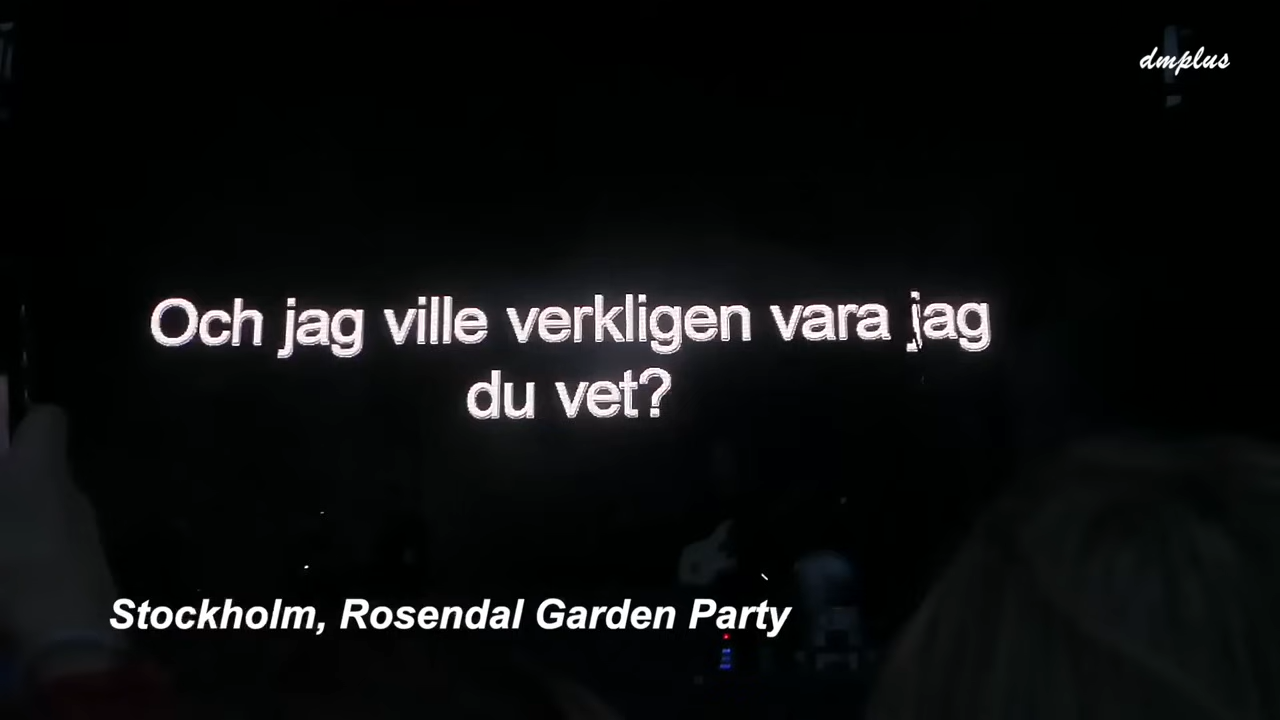 dmplus
Och jag ville verkligen vara jag
du vet?
Stockholm, Rosendal Garden Party